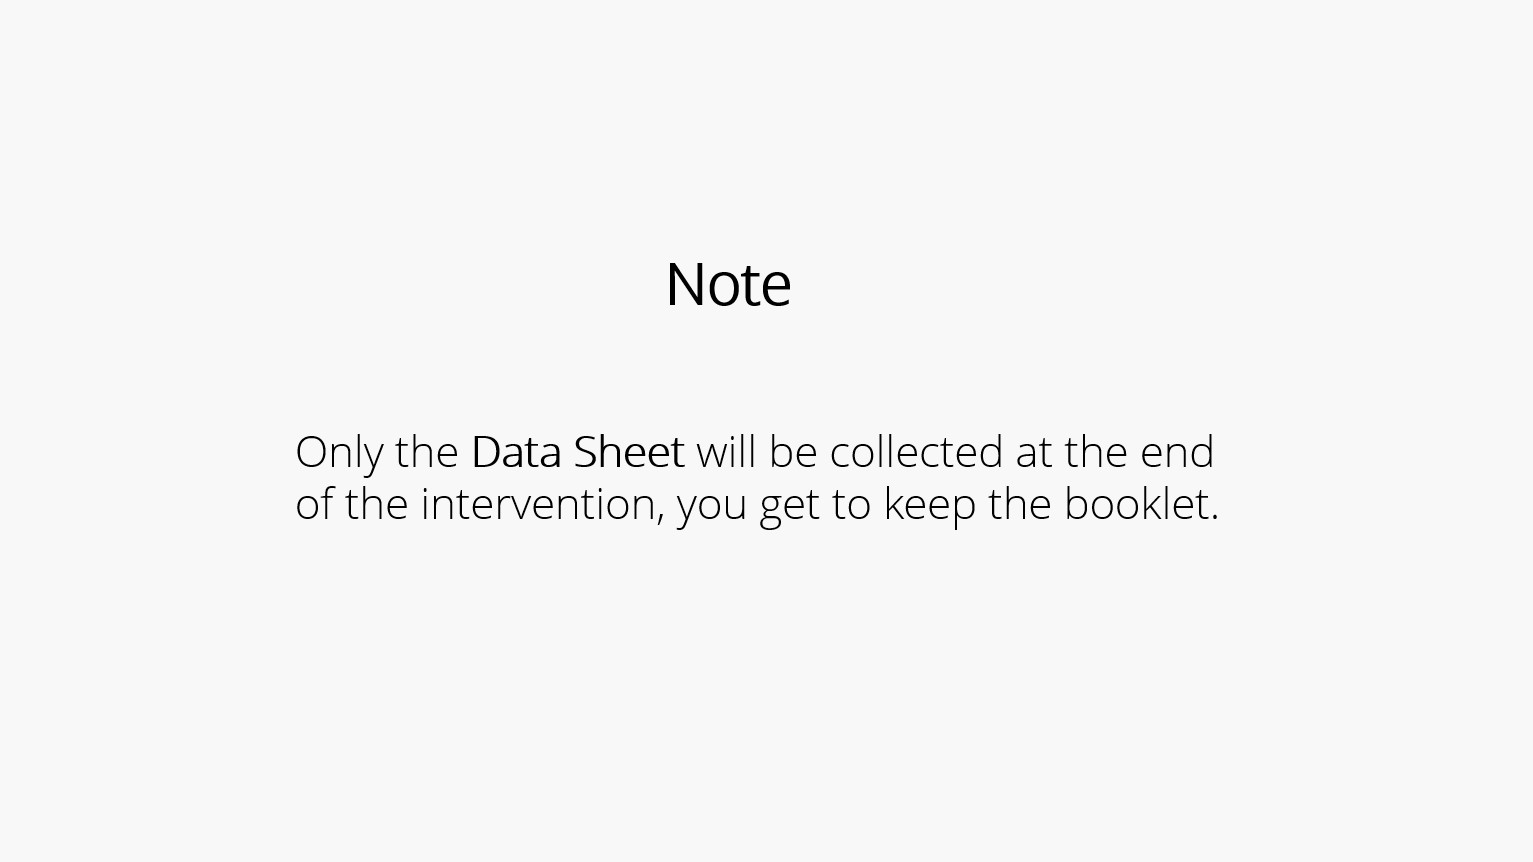 Note
Only the Data Sheet will be collected at the end
of the intervention, you get to keep the booklet.